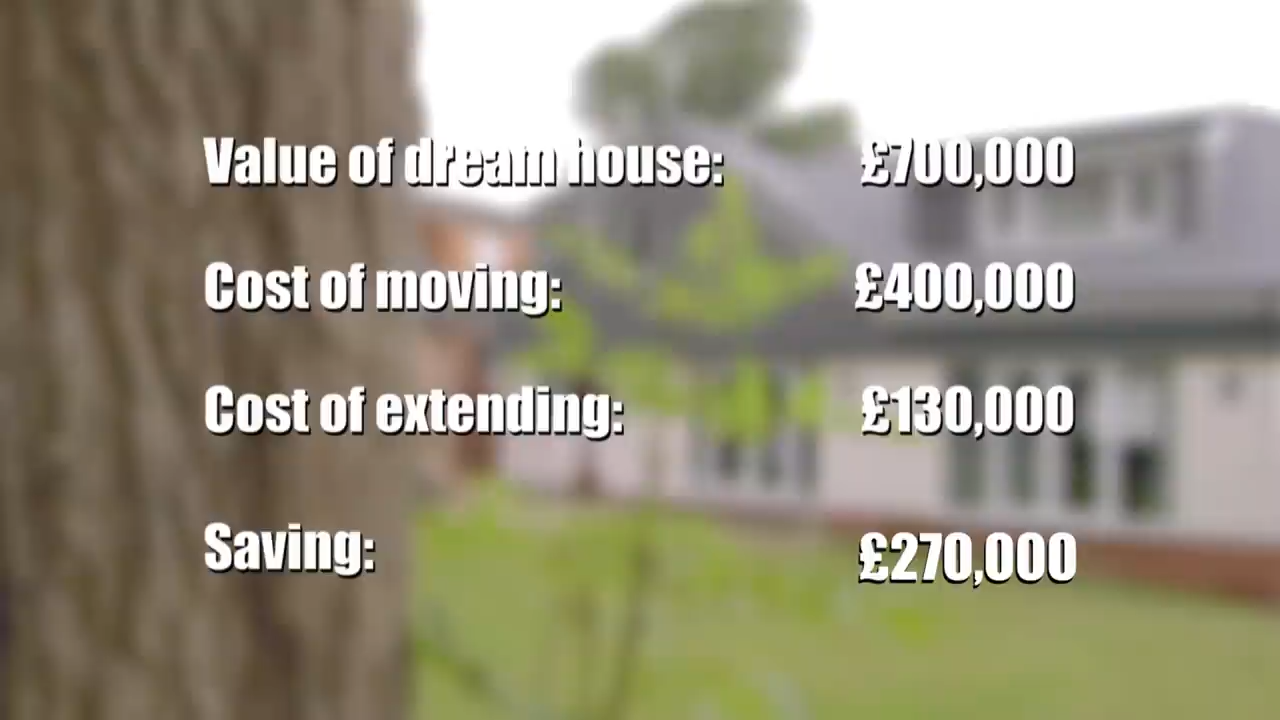 Value of dream house: £700,000
Cost of moving: £400,000
Cost of extending: £130,000
Saving: £270,000